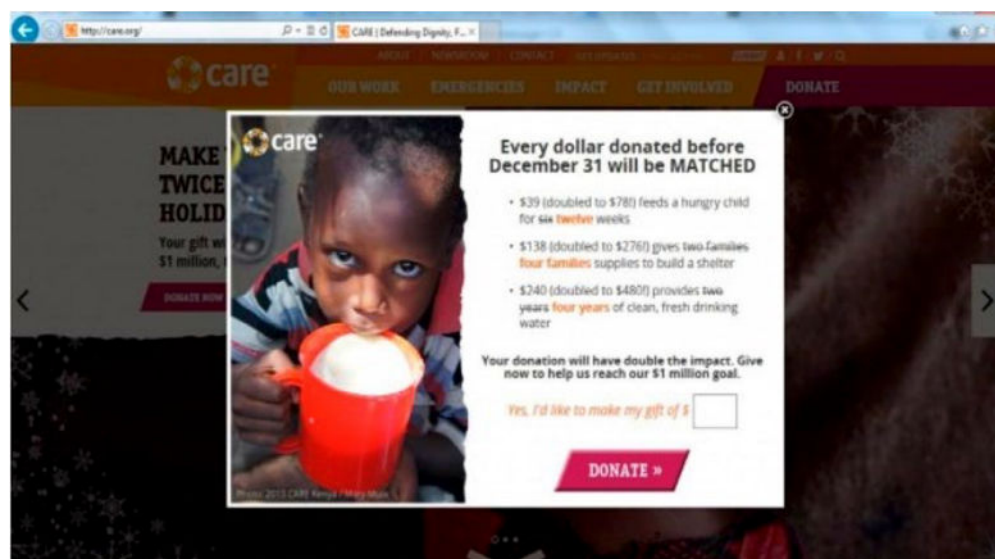 http://care.org/
CARE | Defending Dignity, F...
ABOUT | NEWSROOM | CONTACT
care
OUR WORK EMERGENCIES IMPACT GET INVOLVED DONATE
MAKE
TWICE
HOLID
Your gift w
$1 million,
DONATE NOW
care
Every dollar donated before
December 31 will be MATCHED
• $39 (doubled to $78!) feeds a hungry child
for six twelve weeks
• $138 (doubled to $276!) gives two families
four families supplies to build a shelter
• $240 (doubled to $480!) provides two
years four years of clean, fresh drinking
water
Your donation will have double the impact. Give
now to help us reach our $1 million goal.
Yes, I'd like to make my gift of $
DONATE »
Photo: 2013 CARE Kenya /